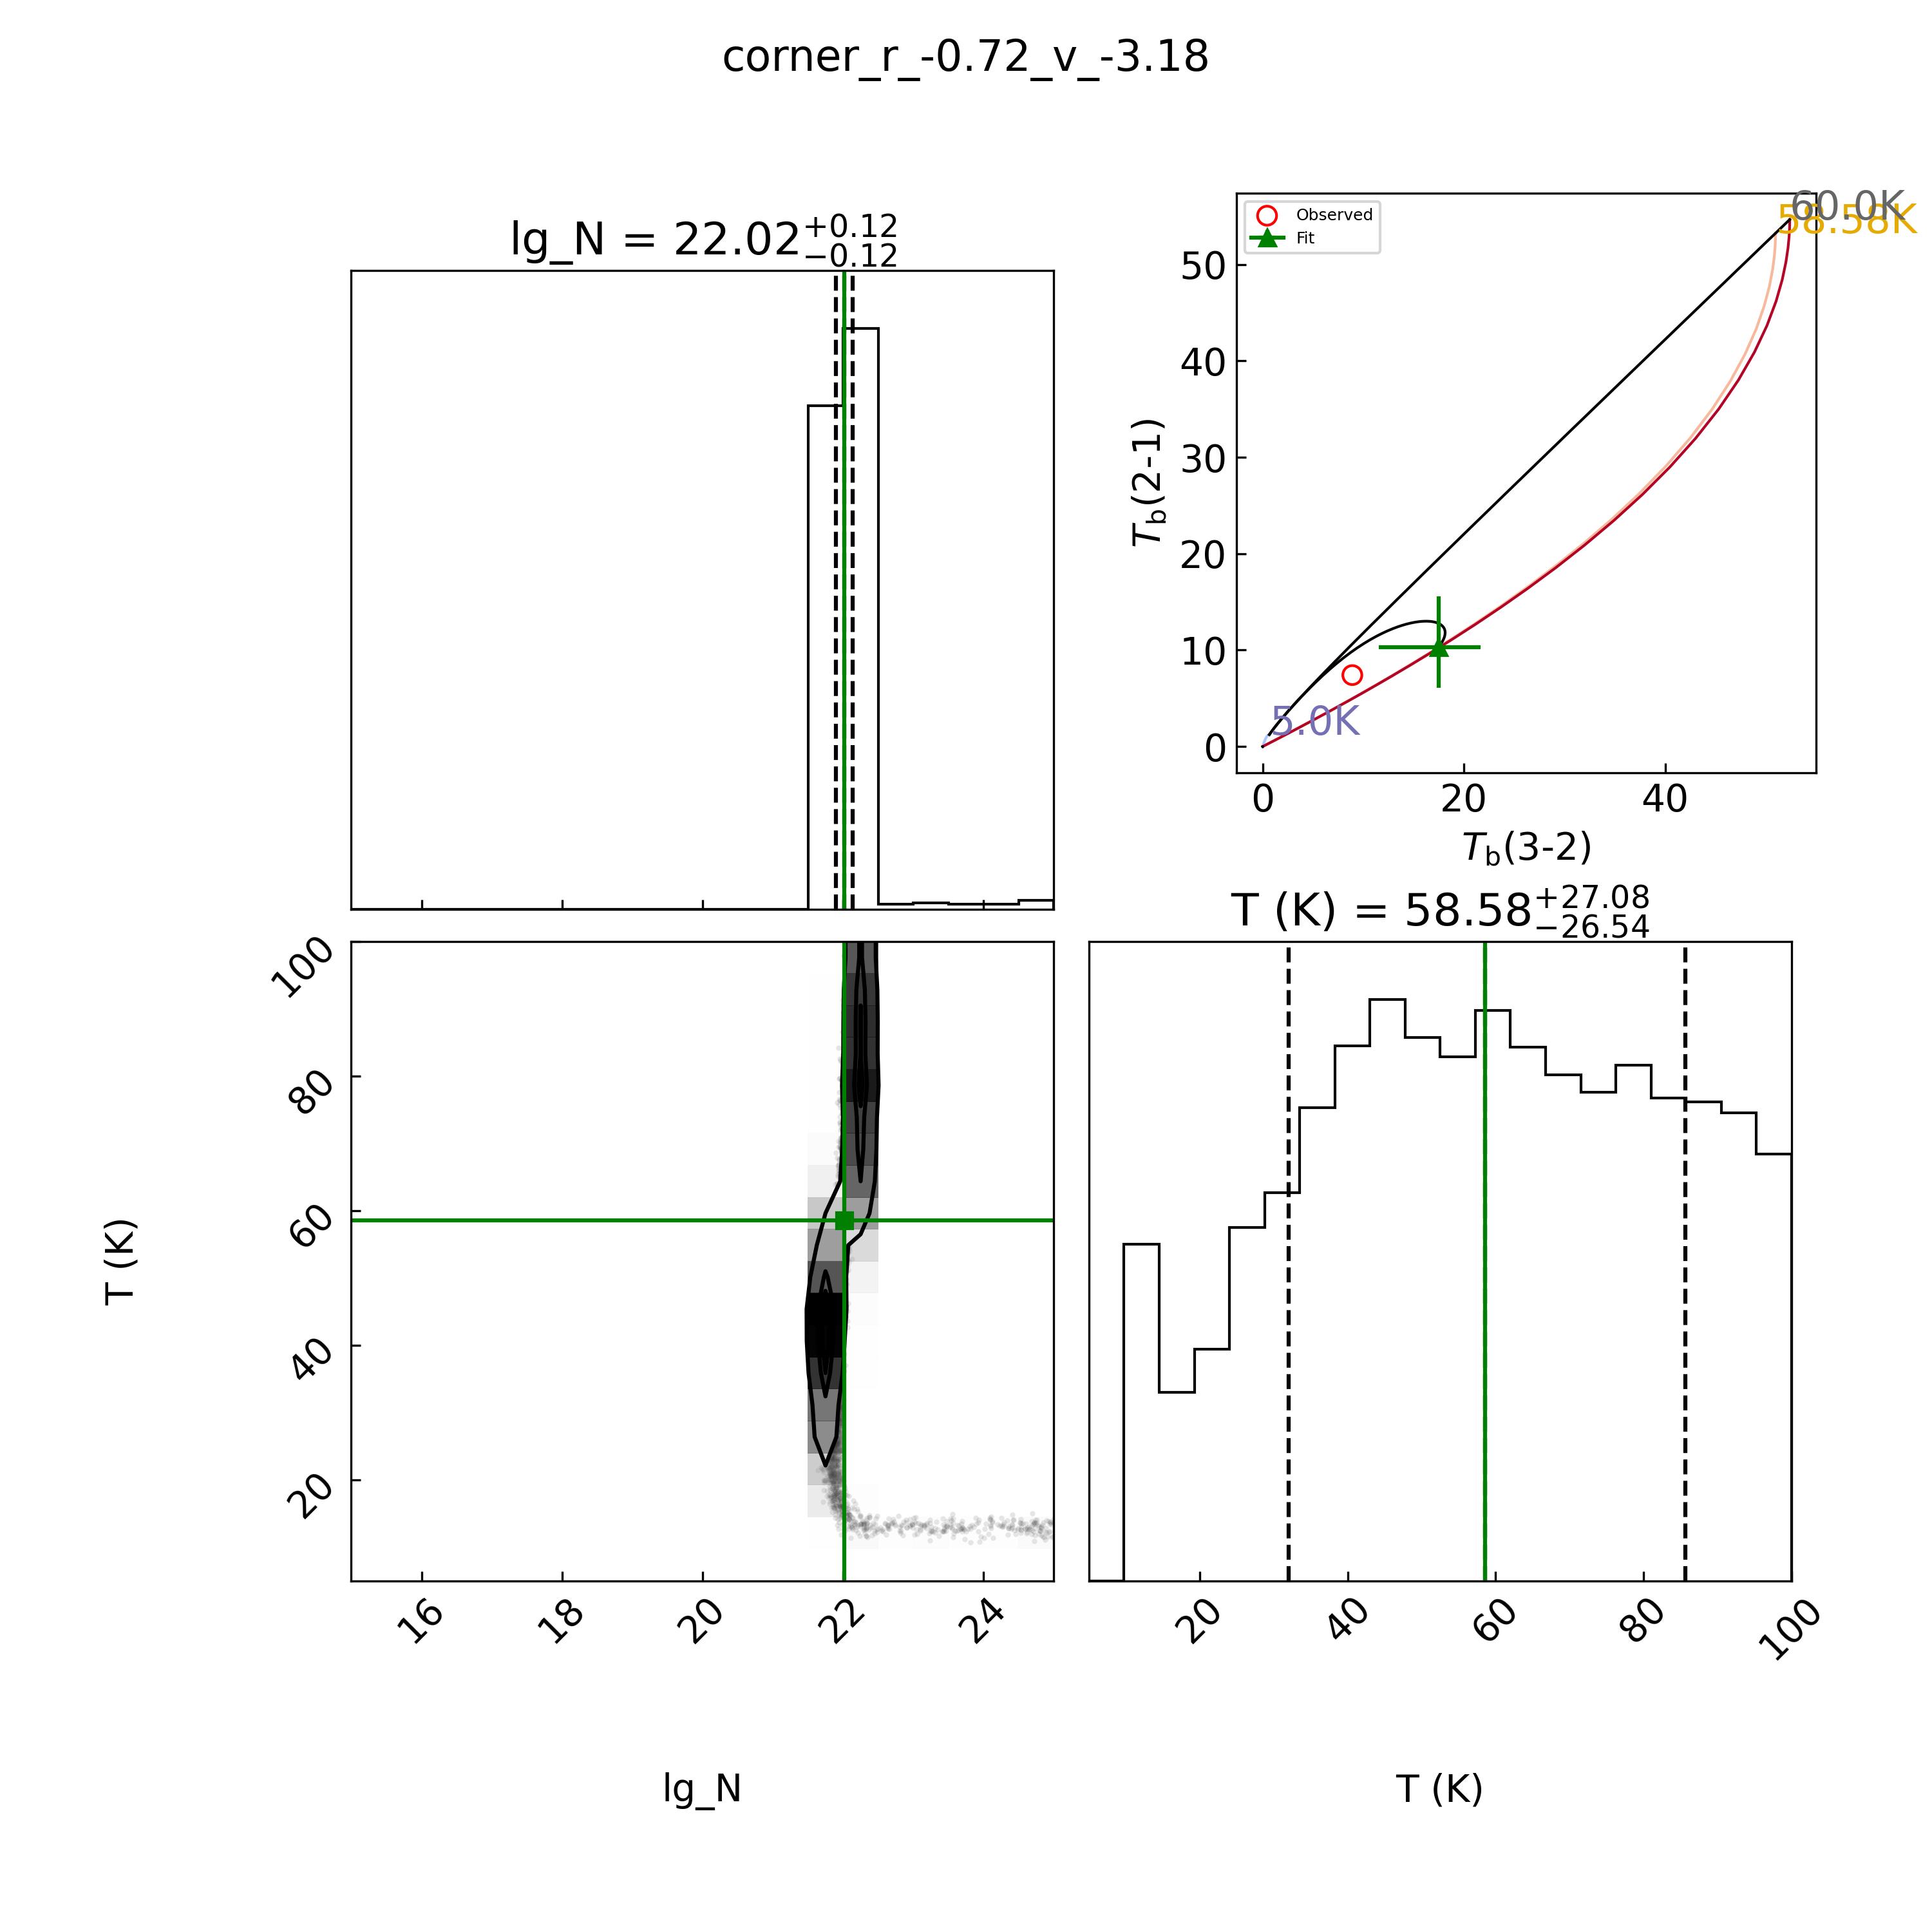 corner_r_-0.72_v_-3.18
lg_N = 22.02+0.12−0.12
60.0K
58.58K
Observed
Fit
50
40
30
20
10
0
Tb(2-1)
5.0K
0 20 40
Tb(3-2)
T (K) = 58.58+27.08−26.54
100
80
60
40
20
T (K)
16 18 20 22 24
20 40 60 80 100
lg_N
T (K)